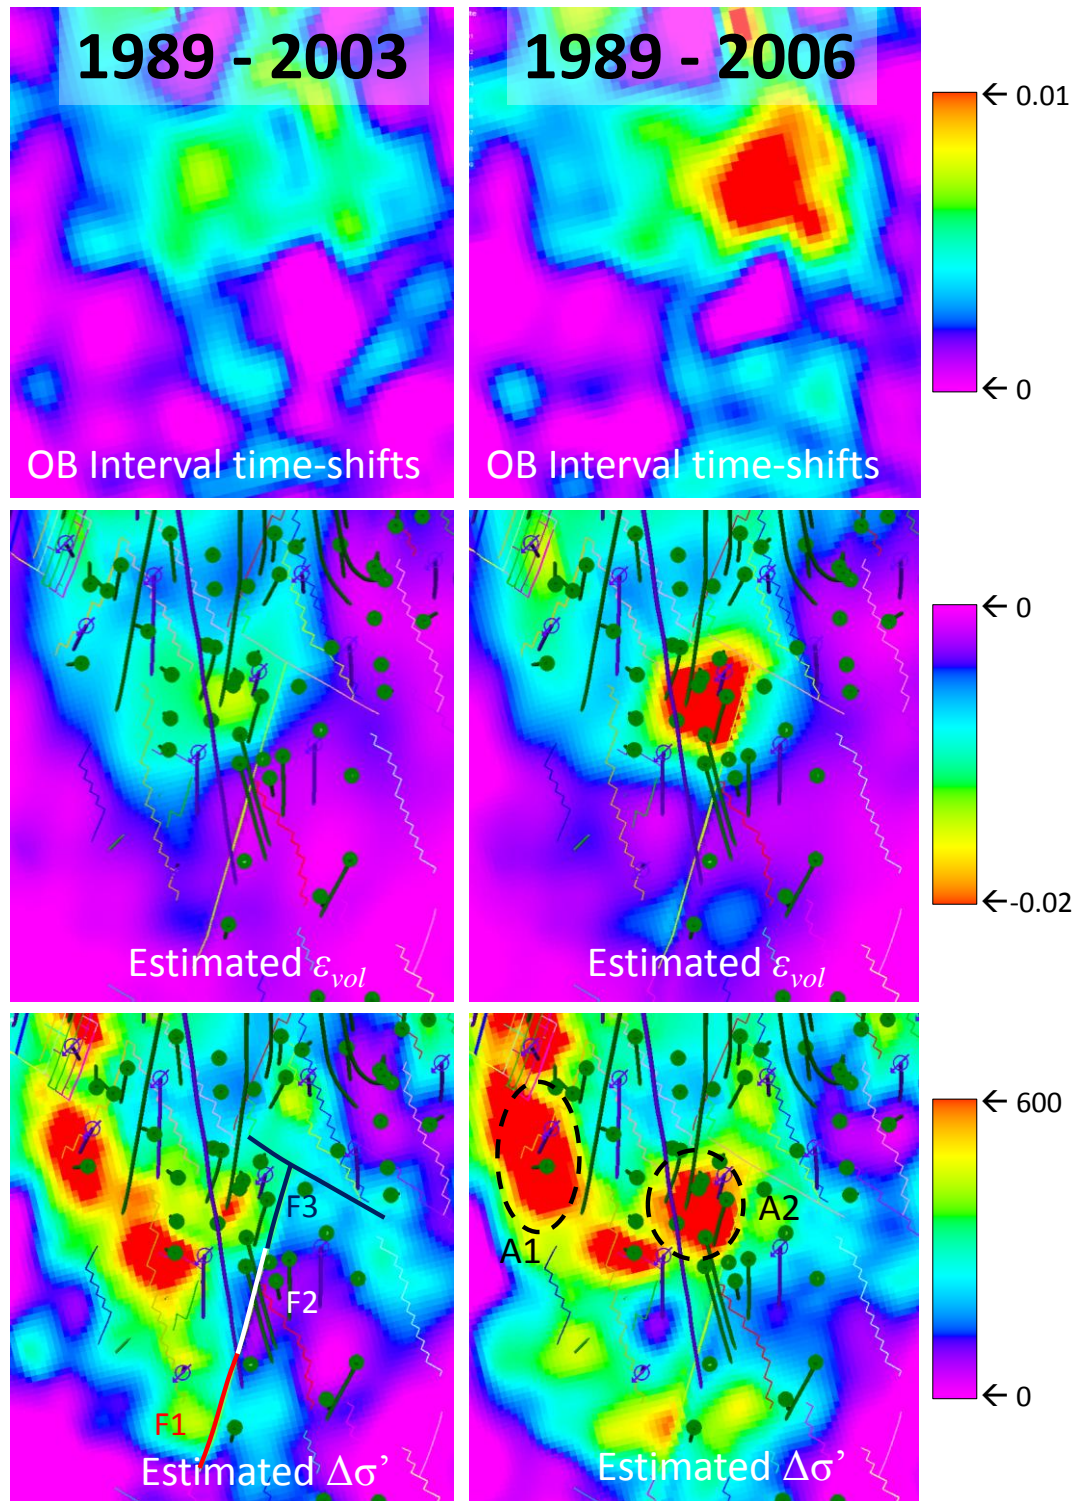 1989 - 2003
1989 - 2006
← 0.01
← 0
OB Interval time-shifts
OB Interval time-shifts
← 0
← -0.02
Estimated εvol
Estimated εvol
← 600
← 0
F3
F2
F1
A1
A2
Estimated Δσ’
Estimated Δσ’